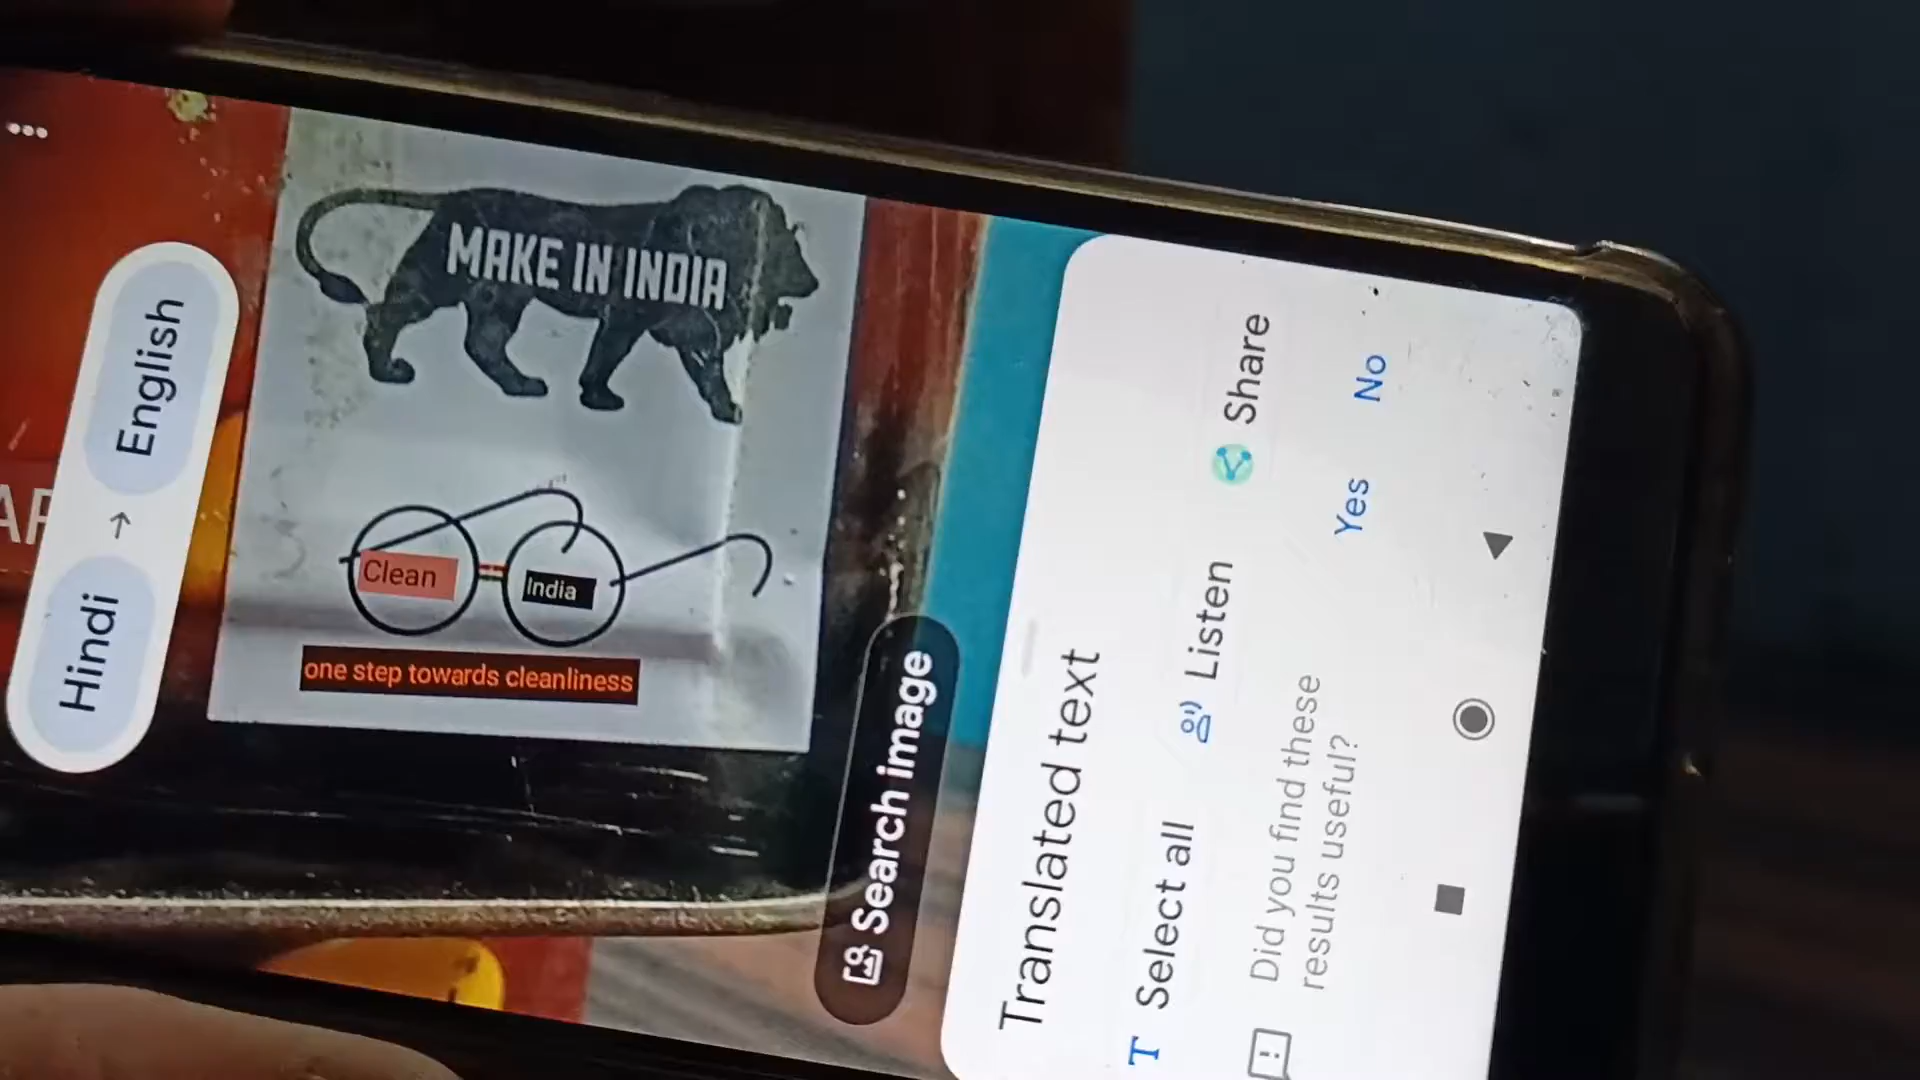 Hindi → English
AR
MAKE IN INDIA
Clean
India
one step towards cleanliness
Search image
Translated text
Select all
Listen
Share
Did you find these
results useful?
Yes
No